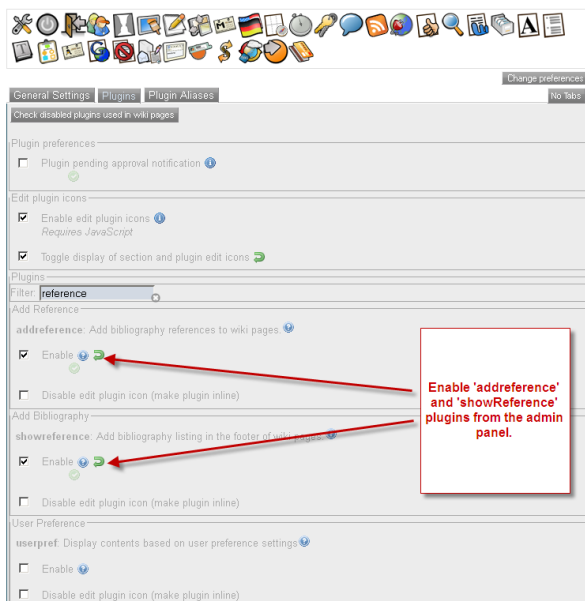 Change preferences
General Settings Plugins Plugin Aliases No Tabs
Check disabled plugins used in wiki pages
Plugin preferences
Plugin pending approval notification
Edit plugin icons
Enable edit plugin icons
Requires JavaScript
Toggle display of section and plugin edit icons
Plugins
Filter: reference
Add Reference
addreference: Add bibliography references to wiki pages.
Enable
Disable edit plugin icon (make plugin inline)
Add Bibliography
showreference: Add bibliography listing in the footer of wiki pages.
Enable
Disable edit plugin icon (make plugin inline)
User Preference
userpref: Display contents based on user preference settings
Enable
Disable edit plugin icon (make plugin inline)
Enable 'addreference'
and 'showReference'
plugins from the admin
panel.